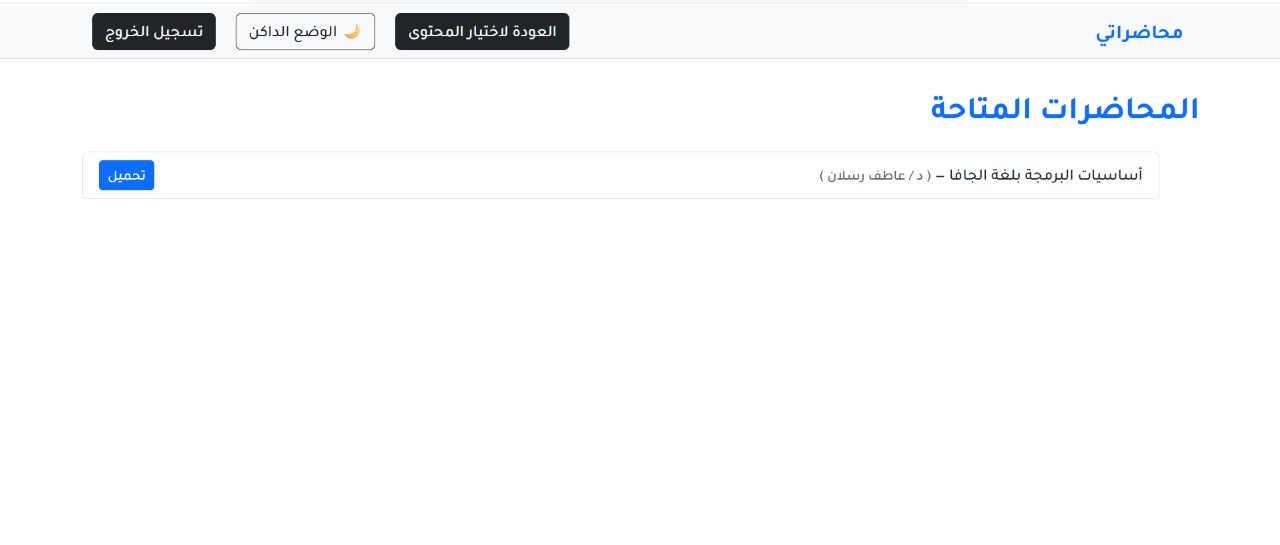 محاضراتي
العودة لاختيار المحتوى
🌙 الوضع الداكن
تسجيل الخروج
المحاضرات المتاحة
أساسيات البرمجة بلغة الجافا – ( د / عاطف رسلان )
تحميل